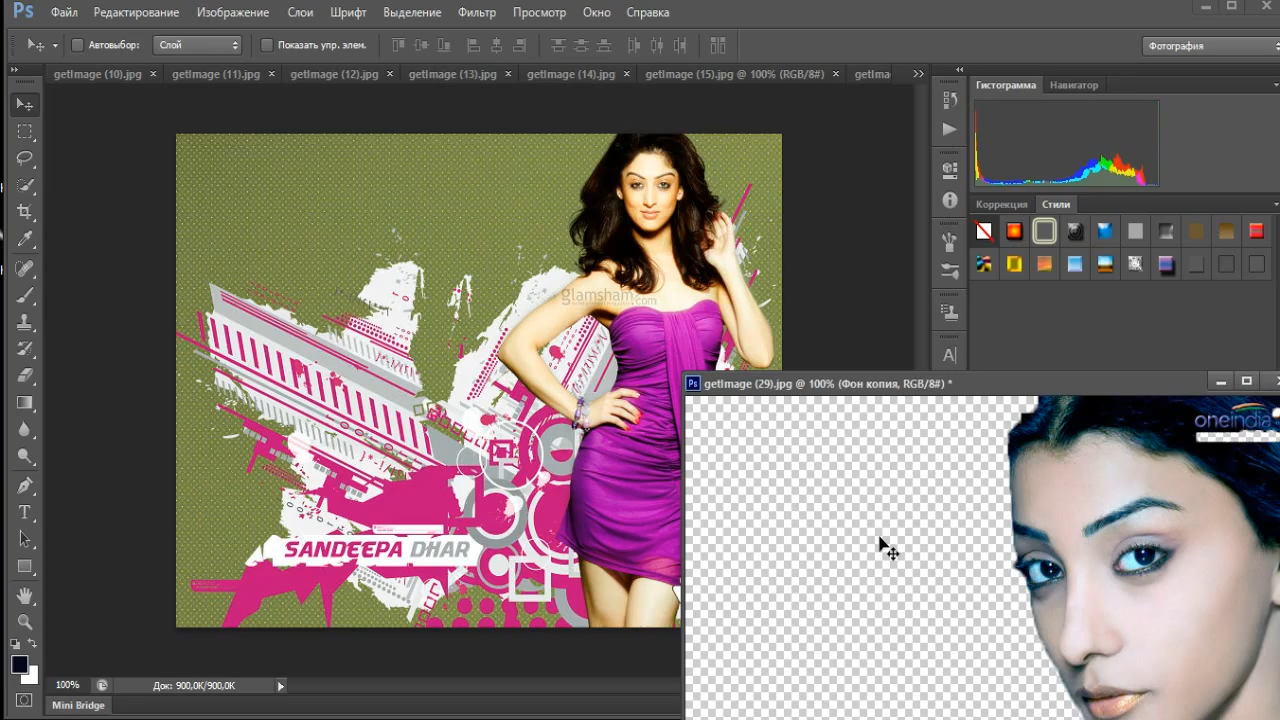 Ps Файл Редактирование Изображение Слои Шрифт Выделение Фильтр Просмотр Окно Справка
Автовыбор: Слой Показать упр. элем. Фотография
getImage (10).jpg × getImage (11).jpg × getImage (12).jpg × getImage (13).jpg × getImage (14).jpg × getImage (15).jpg @ 100% (RGB/8#) × getIma
Гистограмма Навигатор
Коррекция Стили
glamsham.com
A
Ps getImage (29).jpg @ 100% (Фон копия, RGB/8#) *
oneindia
T
SANDEEPA DHAR
100% Док: 900,0K/900,0K
Mini Bridge